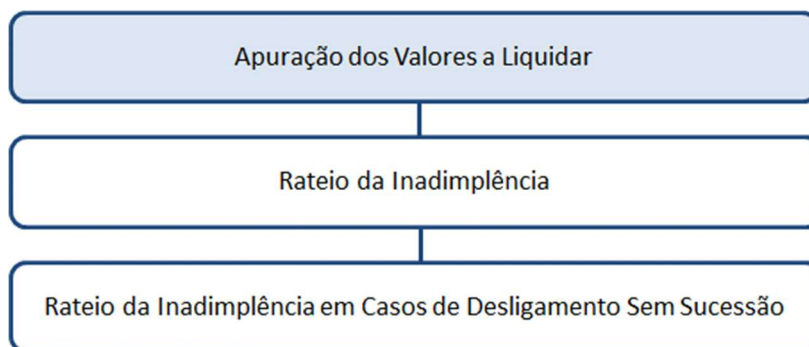 Apuração dos Valores a Liquidar
Rateio da Inadimplência
Rateio da Inadimplência em Casos de Desligamento Sem Sucessão